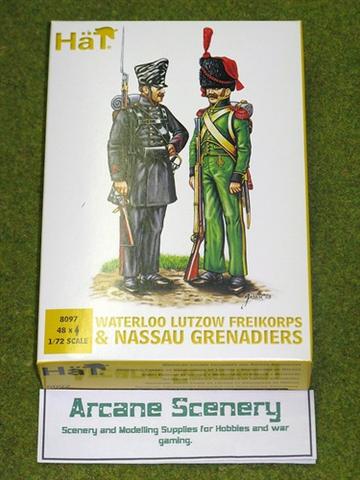 HäT
8097
48 x
1/72 SCALE
WATERLOO LUTZOW FREIKORPS
& NASSAU GRENADIERS
HäT
Arcane Scenery
Scenery and Modelling Supplies for Hobbies and war
gaming.